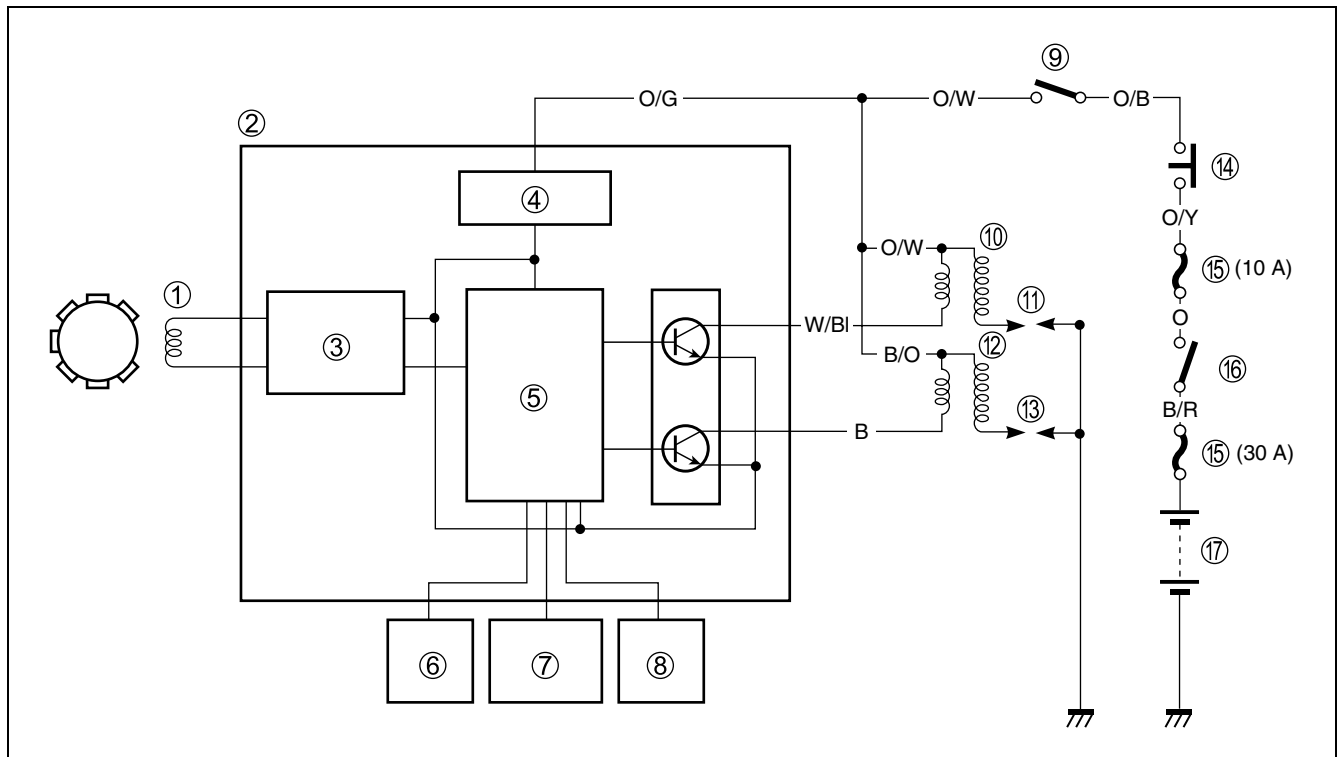 ⑨
O/G
O/W
O/B
②
⑭
④
O/Y
O/W
⑩
①
⑮ (10 A)
⑪
O
③
W/Bl
⑫
B/O
⑯
⑤
⑬
B/R
B
⑮ (30 A)
⑰
⑥
⑦
⑧